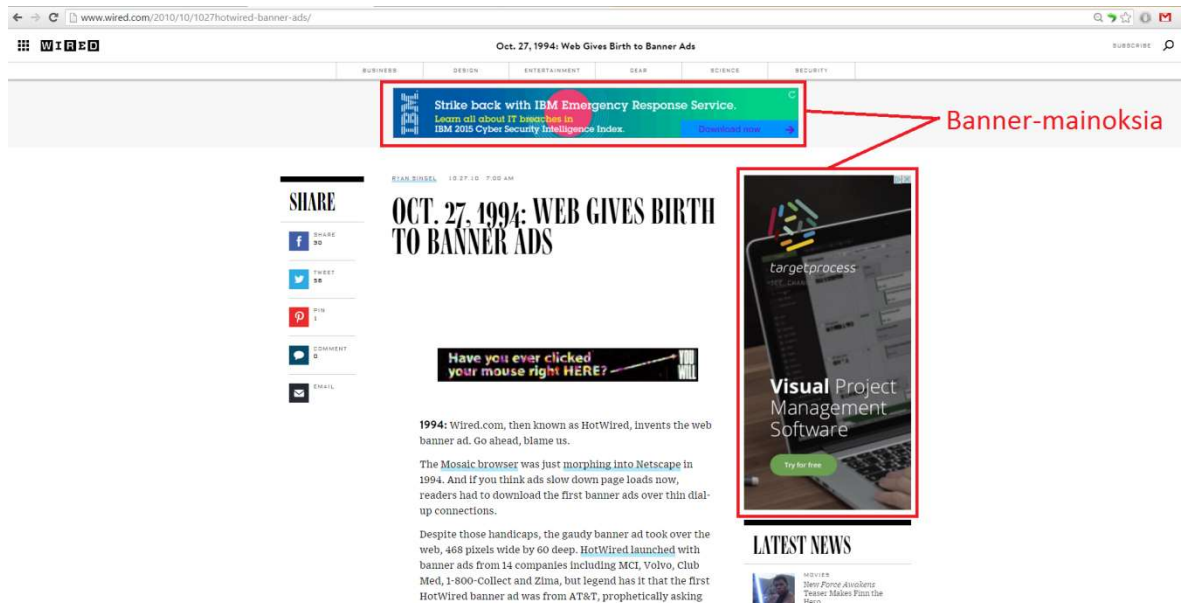 www.wired.com/2010/10/1027hotwired-banner-ads/
WIRED
Oct. 27, 1994: Web Gives Birth to Banner Ads
SUBSCRIBE
BUSINESS DESIGN ENTERTAINMENT GEAR SCIENCE SECURITY
Strike back with IBM Emergency Response Service.
Learn all about IT breaches in
IBM 2015 Cyber Security Intelligence Index.
Download now
Banner-mainoksia
SHARE
SHARE
TWEET
58
PIN
1
COMMENT
0
EMAIL
RYAN SINGEL 10.27.10 7:00 AM
OCT. 27, 1994: WEB GIVES BIRTH
TO BANNER ADS
Have you ever clicked
your mouse right HERE?
YOU
WILL
1994: Wired.com, then known as HotWired, invents the web
banner ad. Go ahead, blame us.
The Mosaic browser was just morphing into Netscape in
1994. And if you think ads slow down page loads now,
readers had to download the first banner ads over thin dial-
up connections.
Despite those handicaps, the gaudy banner ad took over the
web, 468 pixels wide by 60 deep. HotWired launched with
banner ads from 14 companies including MCI, Volvo, Club
Med, 1-800-Collect and Zima, but legend has it that the first
HotWired banner ad was from AT&T, prophetically asking
targetprocess
Visual Project
Management
Software
Try for free
LATEST NEWS
MOVIES
New Force Awakens
Teaser Makes Finn the
Hero